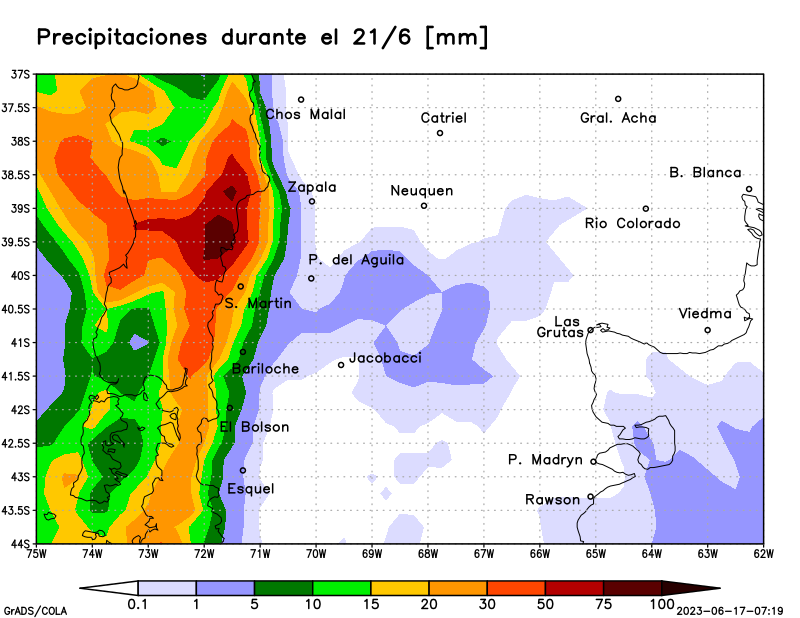 Precipitaciones durante el 21/6 [mm]
37S
37.5S
Chos Malal
Catriel
Gral. Acha
38S
38.5S
B. Blanca
Zapala
Neuquen
39S
Rio Colorado
39.5S
P. del Aguila
40S
S. Martin
40.5S
Las
Grutas
Viedma
41S
Jacobacci
Bariloche
41.5S
42S
El Bolson
42.5S
P. Madryn
43S
Esquel
Rawson
43.5S
44S
75W 74W 73W 72W 71W 70W 69W 68W 67W 66W 65W 64W 63W 62W
0.1 1 5 10 15 20 30 50 75 100
GrADS/COLA
2023-06-17-07:19